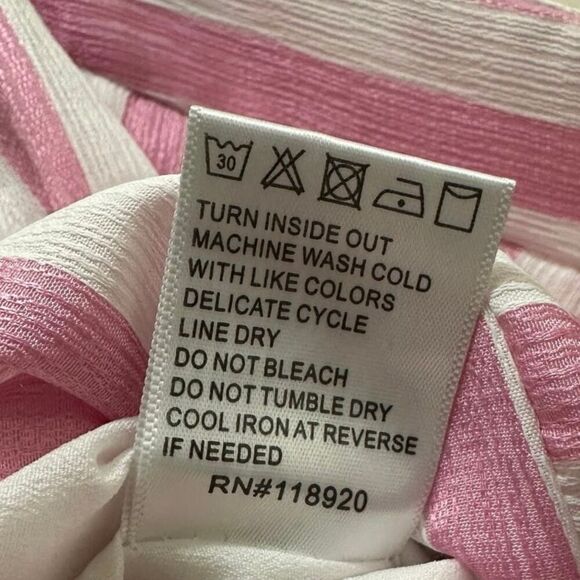 30
TURN INSIDE OUT
MACHINE WASH COLD
WITH LIKE COLORS
DELICATE CYCLE
LINE DRY
DO NOT BLEACH
DO NOT TUMBLE DRY
COOL IRON AT REVERSE
IF NEEDED
RN#118920